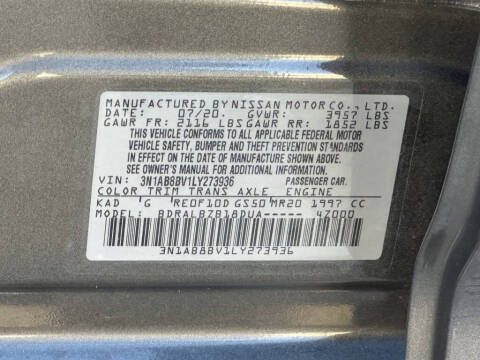 MANUFACTURED BY NISSAN MOTOR CO., LTD.
DATE: 07/20. GVWR: 3957 LBS
GAWR FR: 2116 LBS GAWR RR: 1852 LBS
THIS VEHICLE CONFORMS TO ALL APPLICABLE FEDERAL MOTOR
VEHICLE SAFETY, BUMPER AND THEFT PREVENTION STANDARDS
IN EFFECT ON THE DATE OF MANUFACTURE SHOWN ABOVE.
SEE OWNER'S MANUAL FOR ADDITIONAL INFORMATION.
VIN: 3N1AB8BV1LY273936 PASSENGER CAR.
COLOR TRIM TRANS AXLE ENGINE
KAD 'G 'RE0F10D GS50 MR20 1997 CC
MODEL: BDRALBZB18DUA----- 4Z000
3N1AB8BV1LY273936